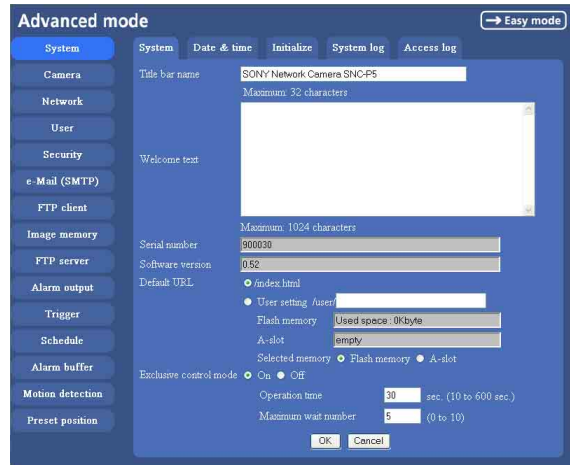 Advanced mode
→ Easy mode
System
Camera
Network
User
Security
e-Mail (SMTP)
FTP client
Image memory
FTP server
Alarm output
Trigger
Schedule
Alarm buffer
Motion detection
Preset position
System Date & time Initialize System log Access log
Title bar name SONY Network Camera SNC-P5
Maximum: 32 characters
Welcome text
Maximum: 1024 characters
Serial number 900030
Software version 0.52
Default URL /index.html
User setting /user/
Flash memory Used space : 0Kbyte
A-slot empty
Selected memory Flash memory A-slot
Exclusive control mode On Off
Operation time 30 sec. (10 to 600 sec.)
Maximum wait number 5 (0 to 10)
OK Cancel